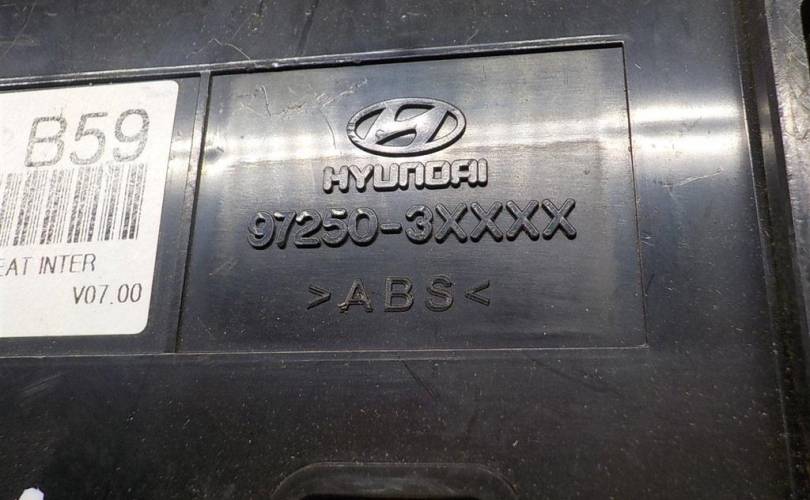 B59
EAT INTER
V07.00
HYUNDAI
97250-3XXXX
>ABS<